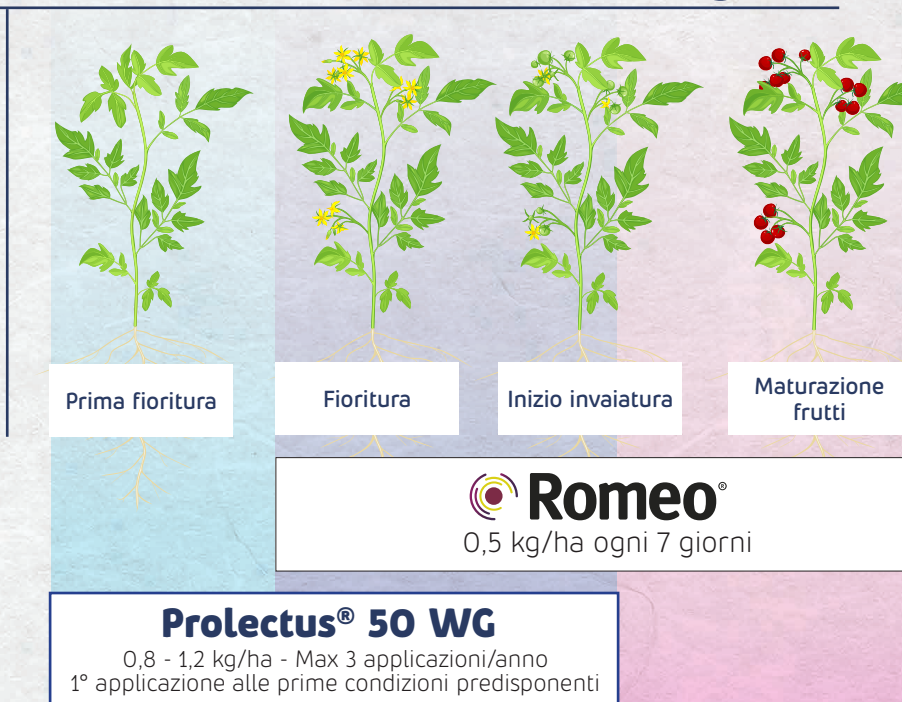 Prima fioritura
Fioritura
Inizio invaiatura
Maturazione
frutti
Romeo®
0,5 kg/ha ogni 7 giorni
Prolectus® 50 WG
0,8 - 1,2 kg/ha - Max 3 applicazioni/anno
1° applicazione alle prime condizioni predisponenti